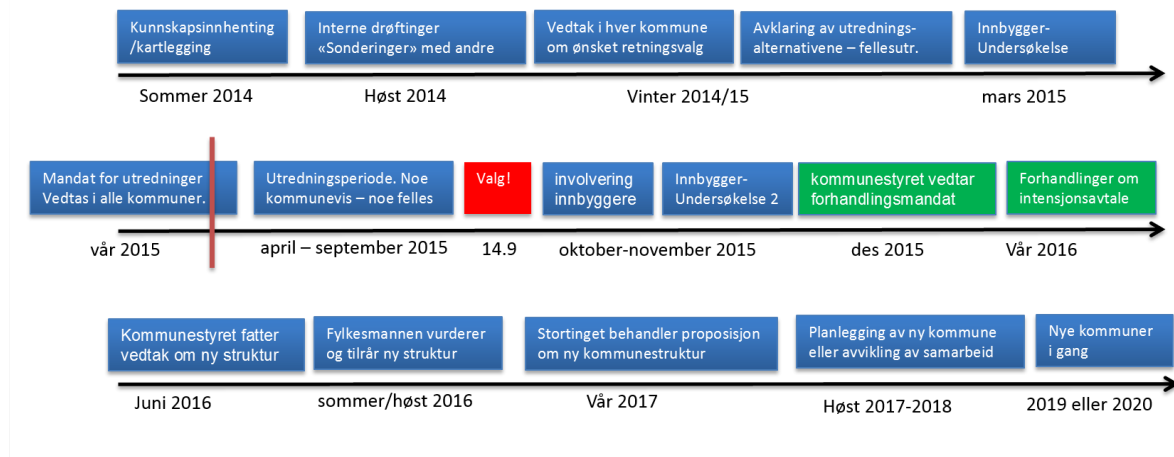 Kunnskapsinnhenting
/kartlegging
Interne drøftinger
«Sonderinger» med andre
Vedtak i hver kommune
om ønsket retningsvalg
Avklaring av utrednings-
alternativene – fellesutr.
Innbygger-
Undersøkelse
Sommer 2014
Høst 2014
Vinter 2014/15
mars 2015
Mandat for utredninger
Vedtas i alle kommuner.
Utredningsperiode. Noe
kommunevis – noe felles
Valg!
involvering
innbyggere
Innbygger-
Undersøkelse 2
kommunestyret vedtar
forhandlingsmandat
Forhandlinger om
intensjonsavtale
vår 2015
april – september 2015
14.9
oktober-november 2015
des 2015
Vår 2016
Kommunestyret fatter
vedtak om ny struktur
Fylkesmannen vurderer
og tilrår ny struktur
Stortinget behandler proposisjon
om ny kommunestruktur
Planlegging av ny kommune
eller avvikling av samarbeid
Nye kommuner
i gang
Juni 2016
sommer/høst 2016
Vår 2017
Høst 2017-2018
2019 eller 2020